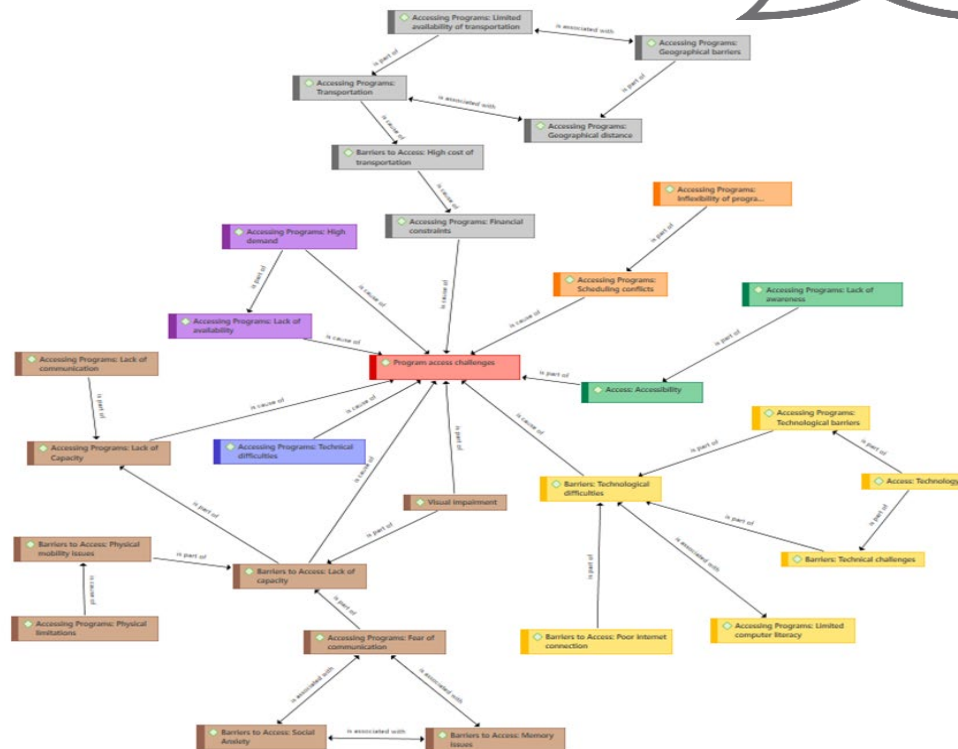 Accessing Programs: Limited
availability of transportation
is associated with
Accessing Programs:
Geographical barriers
is part of
is part of
Accessing Programs:
Transportation
is associated with
Accessing Programs:
Geographical distance
is cause of
Barriers to Access: High cost of
transportation
is cause of
Accessing Programs:
Inflexibility of progra...
Accessing Programs: Financial
constraints
Accessing Programs: High
demand
is part of
is part of
is cause of
is cause of
Accessing Programs:
Scheduling conflicts
Accessing Programs: Lack of
awareness
is cause of
Accessing Programs: Lack of
availability
is cause of
is part of
Program access challenges
is part of
Access: Accessibility
Accessing Programs: Lack of
communication
is part of
is cause of
is cause of
is cause of
Accessing Programs:
Technological barriers
Accessing Programs: Lack of
Capacity
Accessing Programs: Technical
difficulties
is part of
is part of
is part of
is cause of
Barriers: Technological
difficulties
Access: Technology
Visual impairment
is part of
is part of
is part of
is part of
Barriers to Access: Physical
mobility issues
is part of
Barriers to Access: Lack of
capacity
is part of
is associated with
Barriers: Technical challenges
is cause of
is part of
Accessing Programs: Physical
limitations
Accessing Programs: Fear of
communication
Barriers to Access: Poor Internet
connection
Accessing Programs: Limited
computer literacy
is associated with
is associated with
Barriers to Access: Social
Anxiety
is associated with
Barriers to Access: Memory
Issues